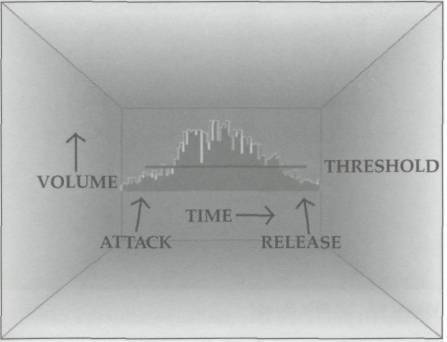 THRESHOLD
VOLUME
TIME
ATTACK RELEASE